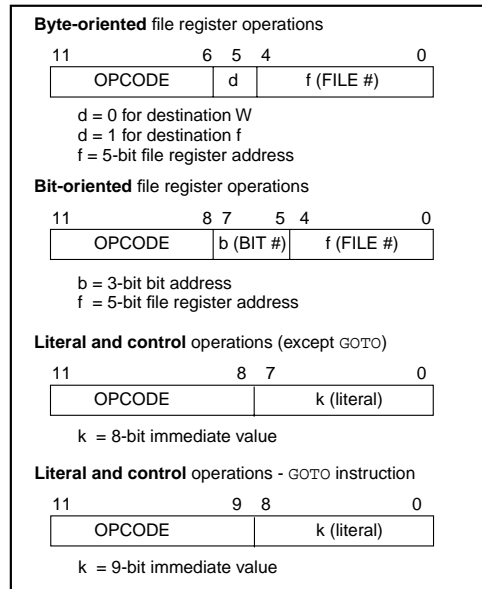 Byte-oriented file register operations
11 6 5 4 0
OPCODE d f (FILE #)
d = 0 for destination W
d = 1 for destination f
f = 5-bit file register address
Bit-oriented file register operations
11 8 7 5 4 0
OPCODE b (BIT #) f (FILE #)
b = 3-bit bit address
f = 5-bit file register address
Literal and control operations (except GOTO)
11 8 7 0
OPCODE k (literal)
k = 8-bit immediate value
Literal and control operations - GOTO instruction
11 9 8 0
OPCODE k (literal)
k = 9-bit immediate value